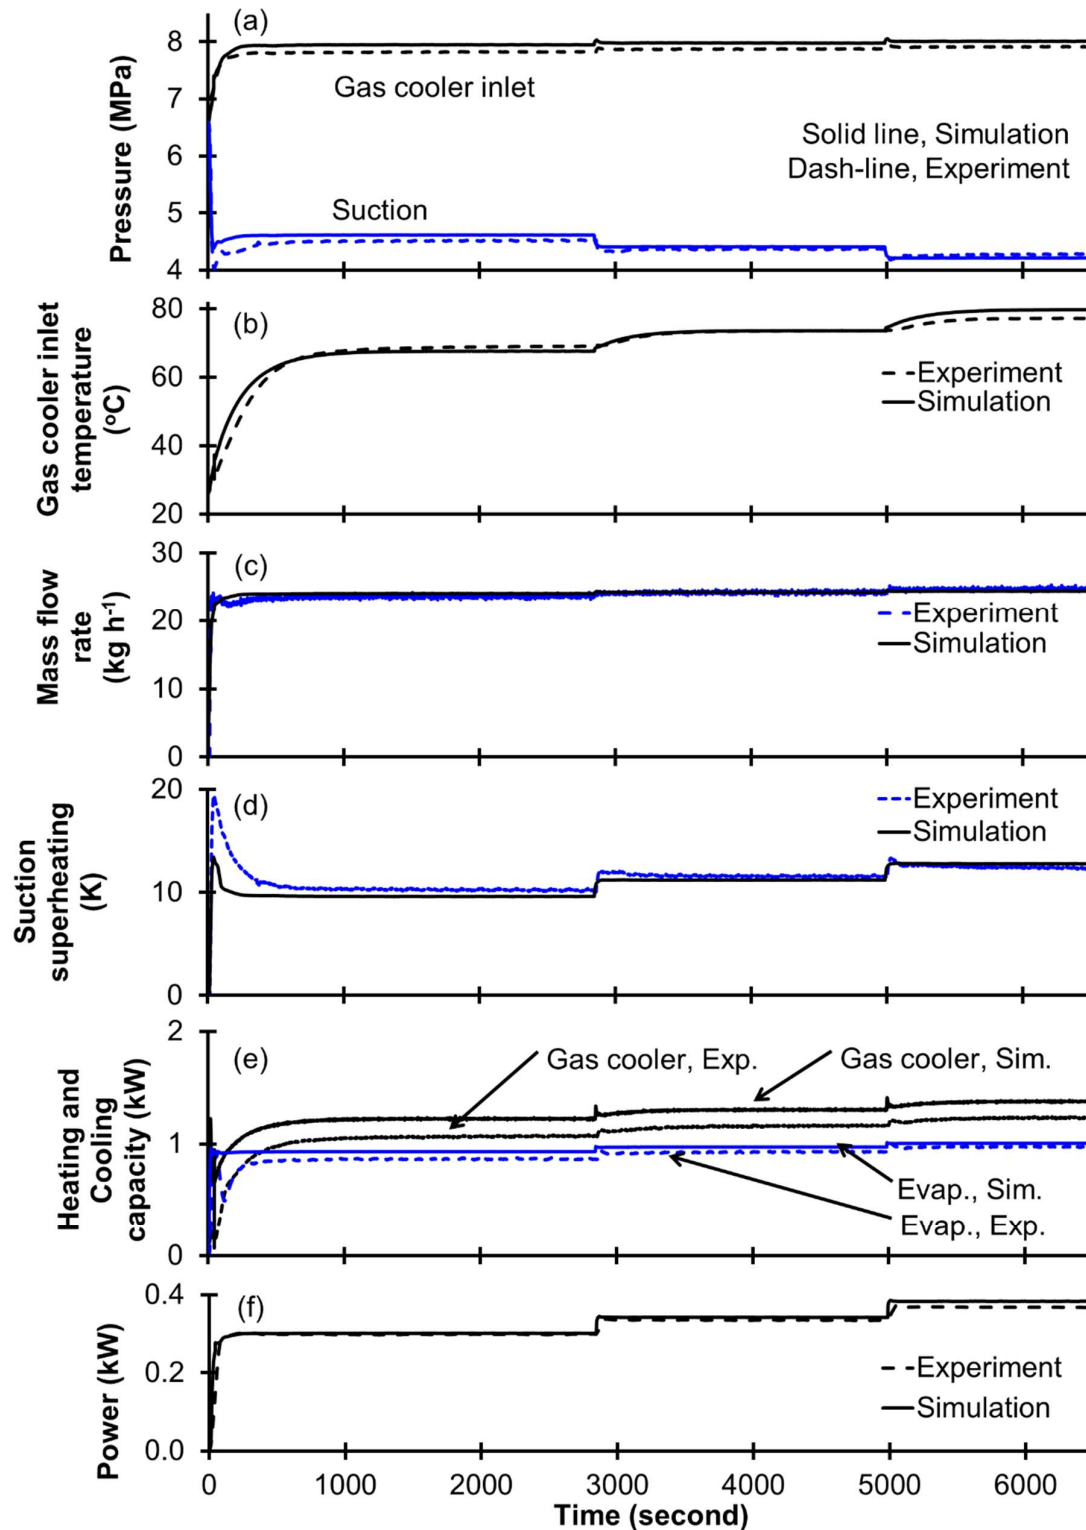 (a)
8
7
6
5
4
Pressure (MPa)
Gas cooler inlet
Solid line, Simulation
Dash-line, Experiment
Suction
(b)
80
60
40
20
Gas cooler inlet
temperature
(°C)
Experiment
Simulation
(c)
30
20
10
0
Mass flow
rate
(kg h⁻¹)
Experiment
Simulation
(d)
20
10
0
Suction
superheating
(K)
Experiment
Simulation
(e)
2
1
0
Heating and
Cooling
capacity (kW)
Gas cooler, Exp.
Gas cooler, Sim.
Evap., Sim.
Evap., Exp.
(f)
0.4
0.2
0.0
Power (kW)
Experiment
Simulation
0 1000 2000 3000 4000 5000 6000
Time (second)